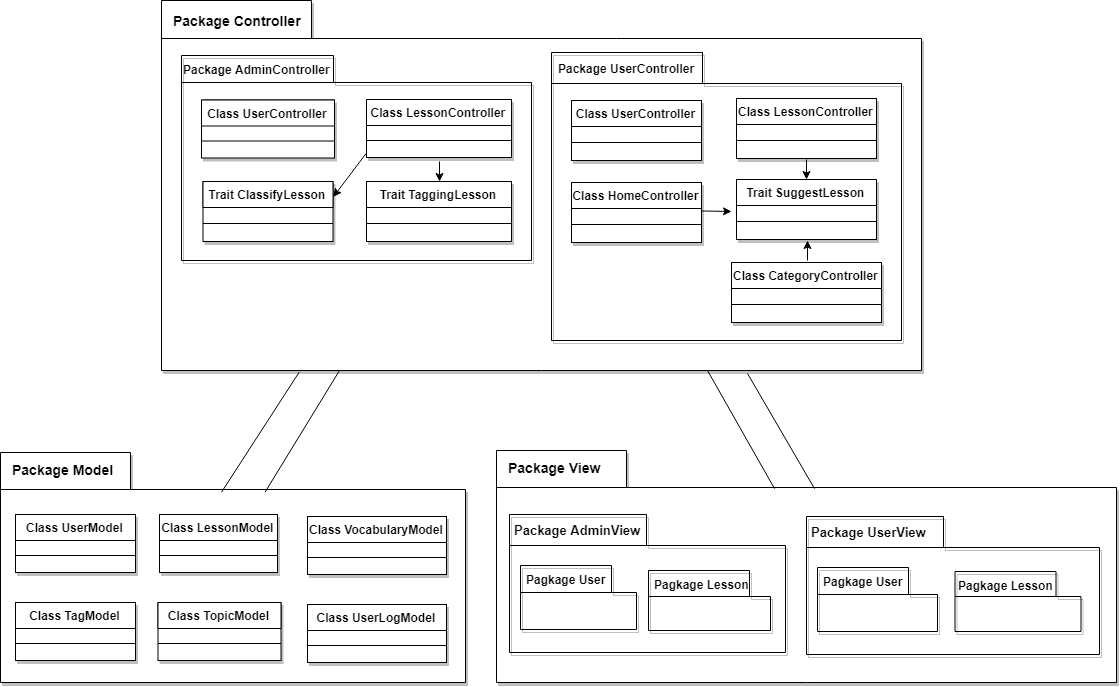 Package Controller
Package AdminController
Class UserController
Class LessonController
Trait ClassifyLesson
Trait TaggingLesson
Package UserController
Class UserController
Class LessonController
Class HomeController
Trait SuggestLesson
Class CategoryController
Package Model
Class UserModel
Class LessonModel
Class VocabularyModel
Class TagModel
Class TopicModel
Class UserLogModel
Package View
Package AdminView
Pagkage User
Pagkage Lesson
Package UserView
Pagkage User
Pagkage Lesson